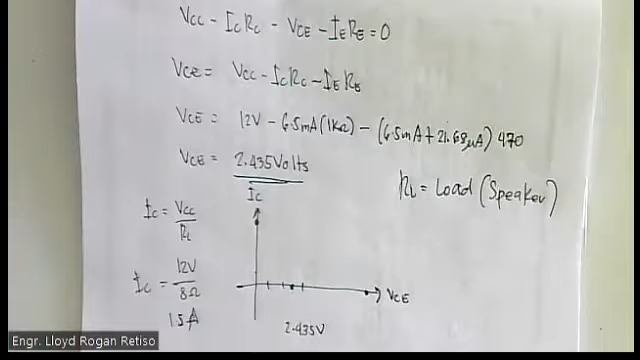 VCC - ICRC - VCE - IERE = 0
VCE = VCC - ICRC - IERE
VCE = 12V - 6.5mA(1kΩ) - (6.5mA + 21.68μA) 470
VCE = 2.435Volts
RL = Load (Speaker)
IC
IC = VCC / RL
IC = 12V / 8Ω
1.5A
VCE
2.435V
Engr. Lloyd Rogan Retiso